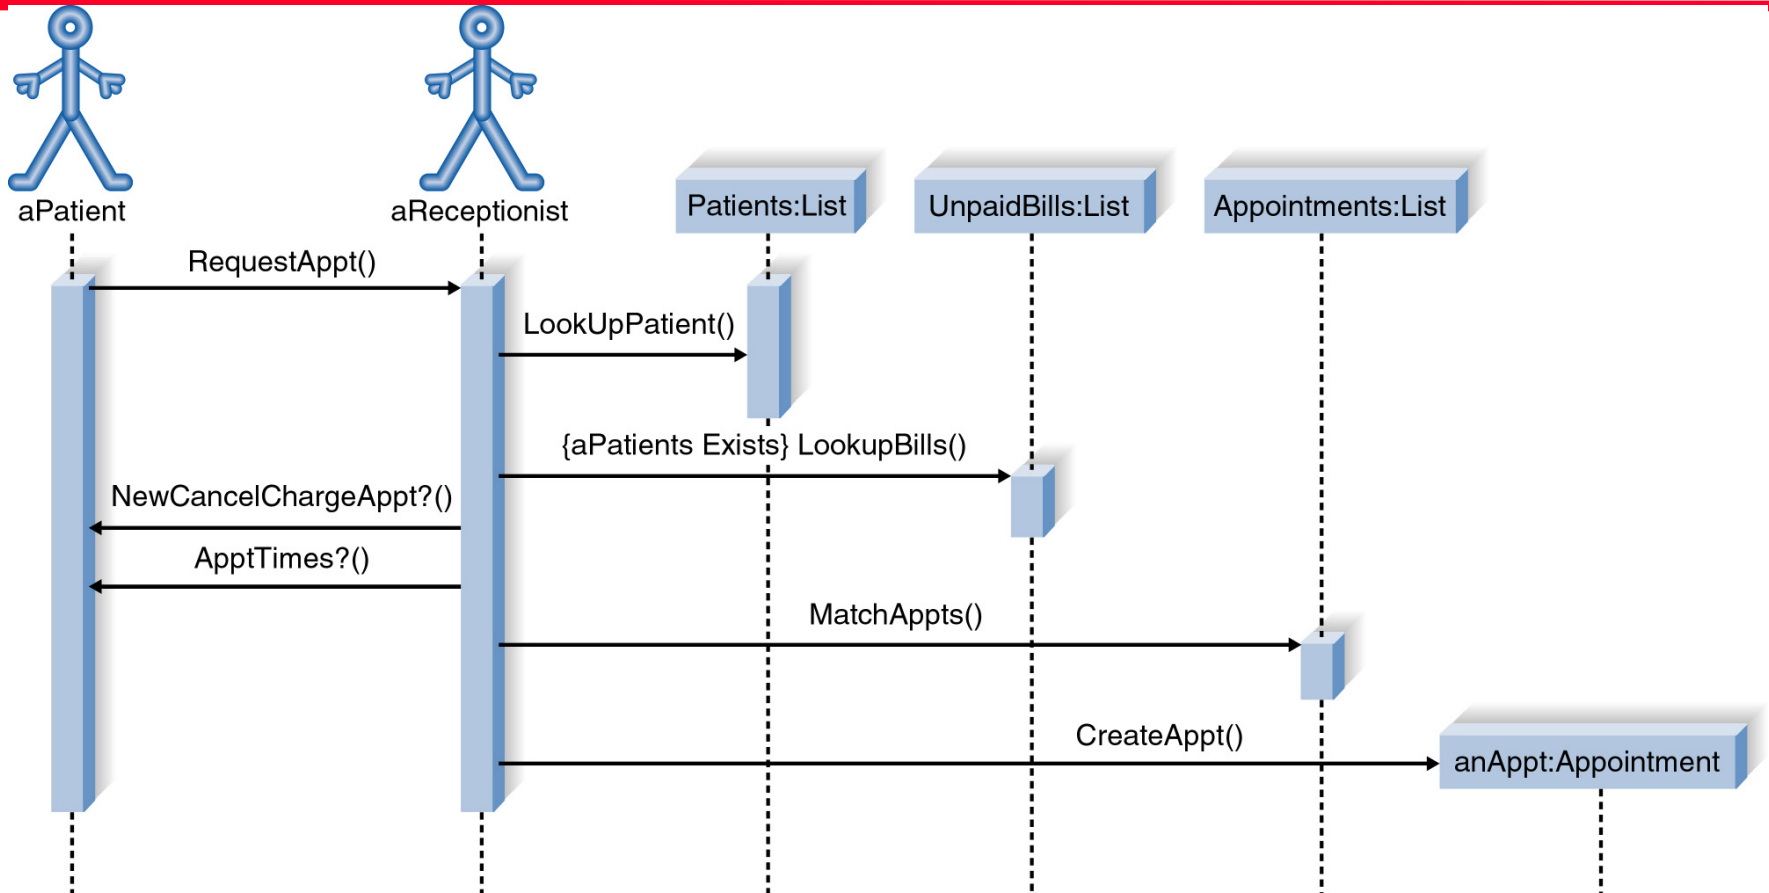 aPatient
aReceptionist
Patients:List
UnpaidBills:List
Appointments:List
RequestAppt()
LookUpPatient()
{aPatients Exists} LookupBills()
NewCancelChargeAppt?()
ApptTimes?()
MatchAppts()
CreateAppt()
anAppt:Appointment